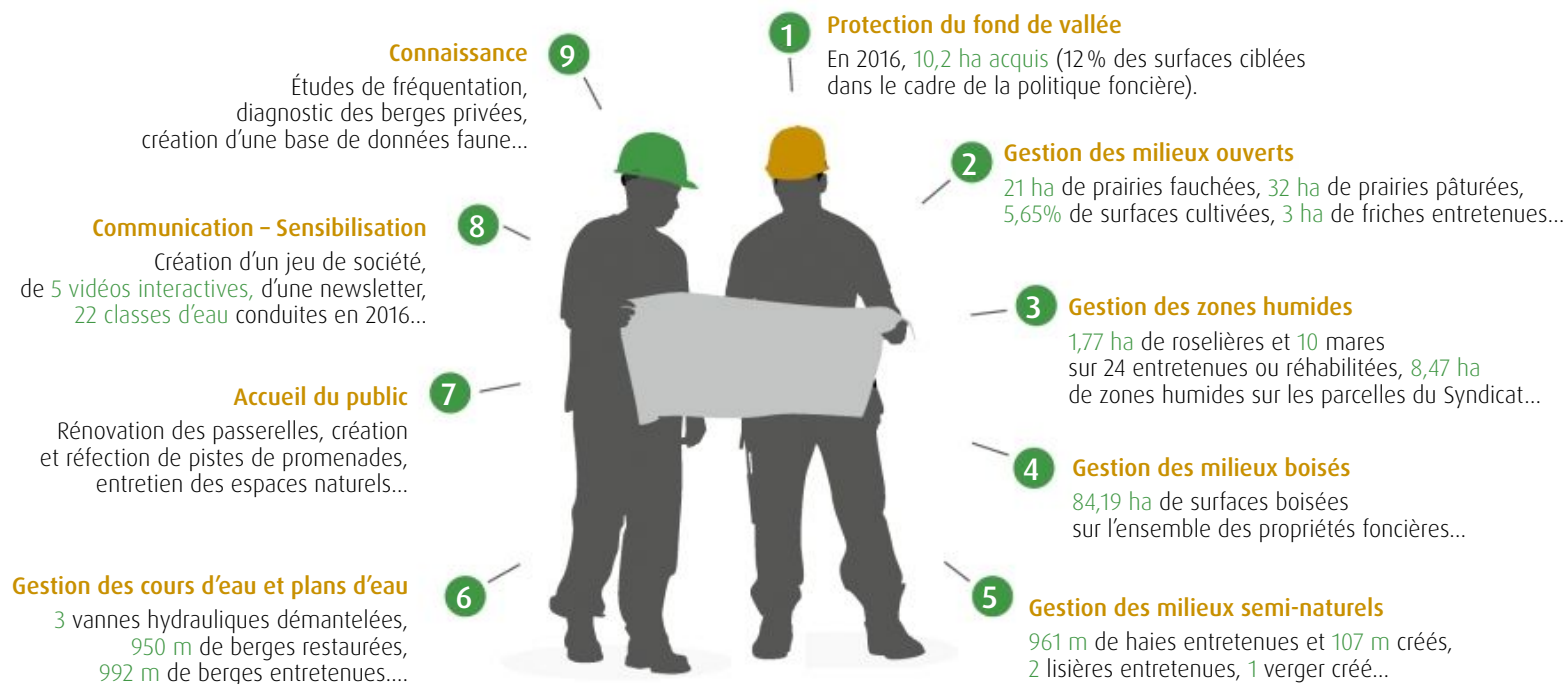 1
Protection du fond de vallée
En 2016, 10,2 ha acquis (12 % des surfaces ciblées
dans le cadre de la politique foncière).
2
Gestion des milieux ouverts
21 ha de prairies fauchées, 32 ha de prairies pâturées,
5,65% de surfaces cultivées, 3 ha de friches entretenues...
3
Gestion des zones humides
1,77 ha de roselières et 10 mares
sur 24 entretenues ou réhabilitées, 8,47 ha
de zones humides sur les parcelles du Syndicat...
4
Gestion des milieux boisés
84,19 ha de surfaces boisées
sur l'ensemble des propriétés foncières...
5
Gestion des milieux semi-naturels
961 m de haies entretenues et 107 m créés,
2 lisières entretenues, 1 verger créé...
6
Gestion des cours d'eau et plans d'eau
3 vannes hydrauliques démantelées,
950 m de berges restaurées,
992 m de berges entretenues....
7
Accueil du public
Rénovation des passerelles, création
et réfection de pistes de promenades,
entretien des espaces naturels...
8
Communication – Sensibilisation
Création d'un jeu de société,
de 5 vidéos interactives, d'une newsletter,
22 classes d'eau conduites en 2016...
9
Connaissance
Études de fréquentation,
diagnostic des berges privées,
création d'une base de données faune...